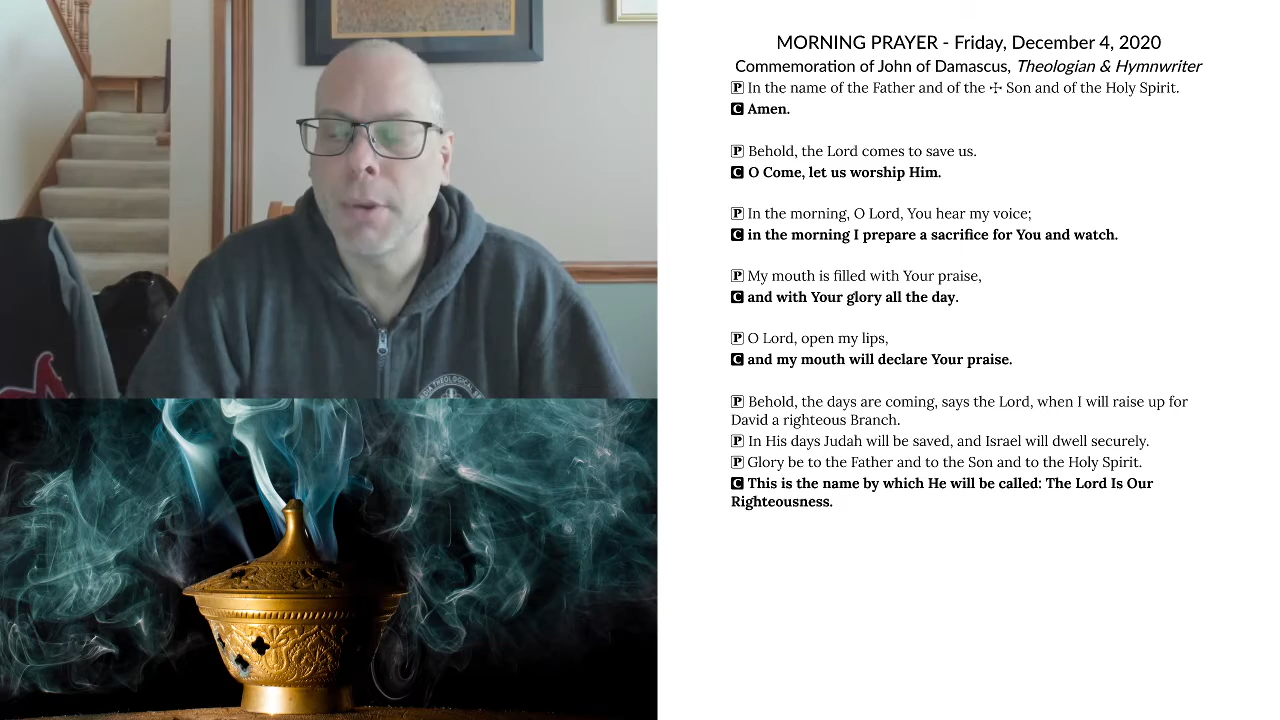 MORNING PRAYER - Friday, December 4, 2020
Commemoration of John of Damascus, Theologian & Hymnwriter
P In the name of the Father and of the ☩ Son and of the Holy Spirit.
C Amen.
P Behold, the Lord comes to save us.
C O Come, let us worship Him.
P In the morning, O Lord, You hear my voice;
C in the morning I prepare a sacrifice for You and watch.
P My mouth is filled with Your praise,
C and with Your glory all the day.
P O Lord, open my lips,
C and my mouth will declare Your praise.
P Behold, the days are coming, says the Lord, when I will raise up for
David a righteous Branch.
P In His days Judah will be saved, and Israel will dwell securely.
P Glory be to the Father and to the Son and to the Holy Spirit.
C This is the name by which He will be called: The Lord Is Our
Righteousness.
THEOLOGICAL